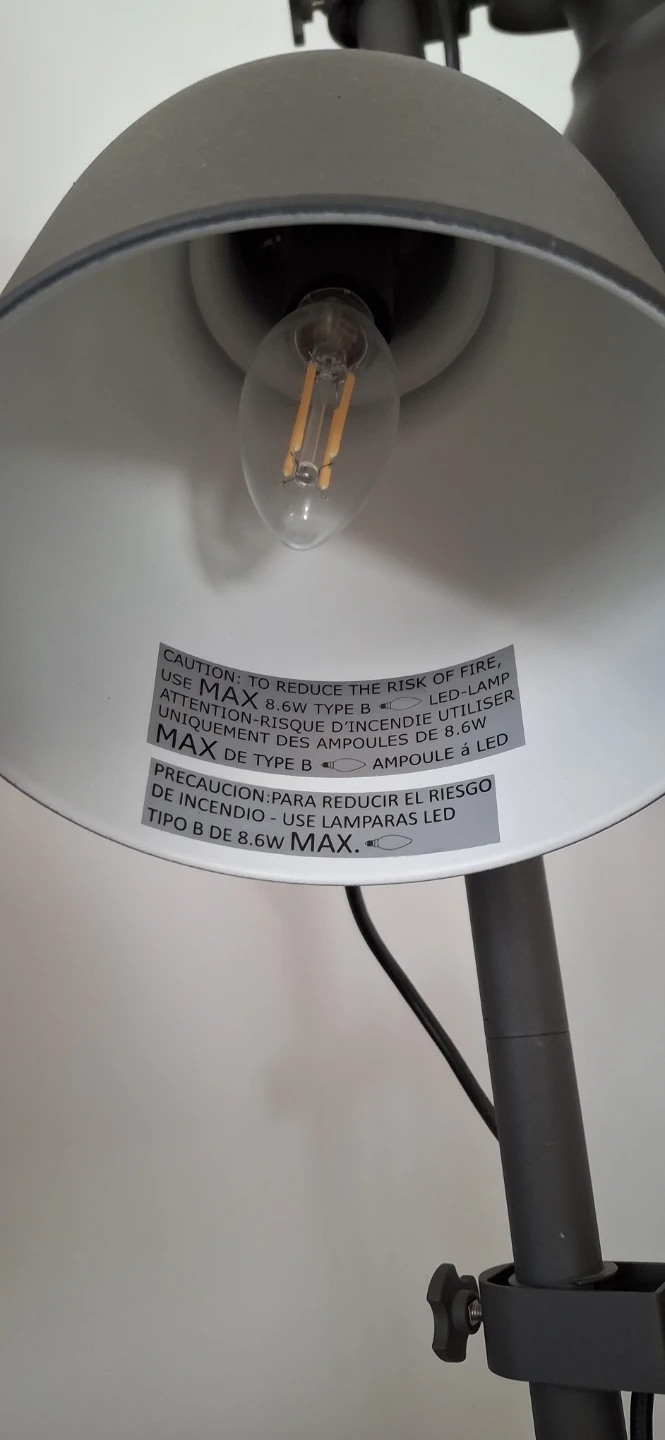 CAUTION: TO REDUCE THE RISK OF FIRE,
USE MAX 8.6W TYPE B LED-LAMP
ATTENTION-RISQUE D'INCENDIE UTILISER
UNIQUEMENT DES AMPOULES DE 8.6W
MAX DE TYPE B AMPOULE á LED
PRECAUCION:PARA REDUCIR EL RIESGO
DE INCENDIO - USE LAMPARAS LED
TIPO B DE 8.6W MAX.